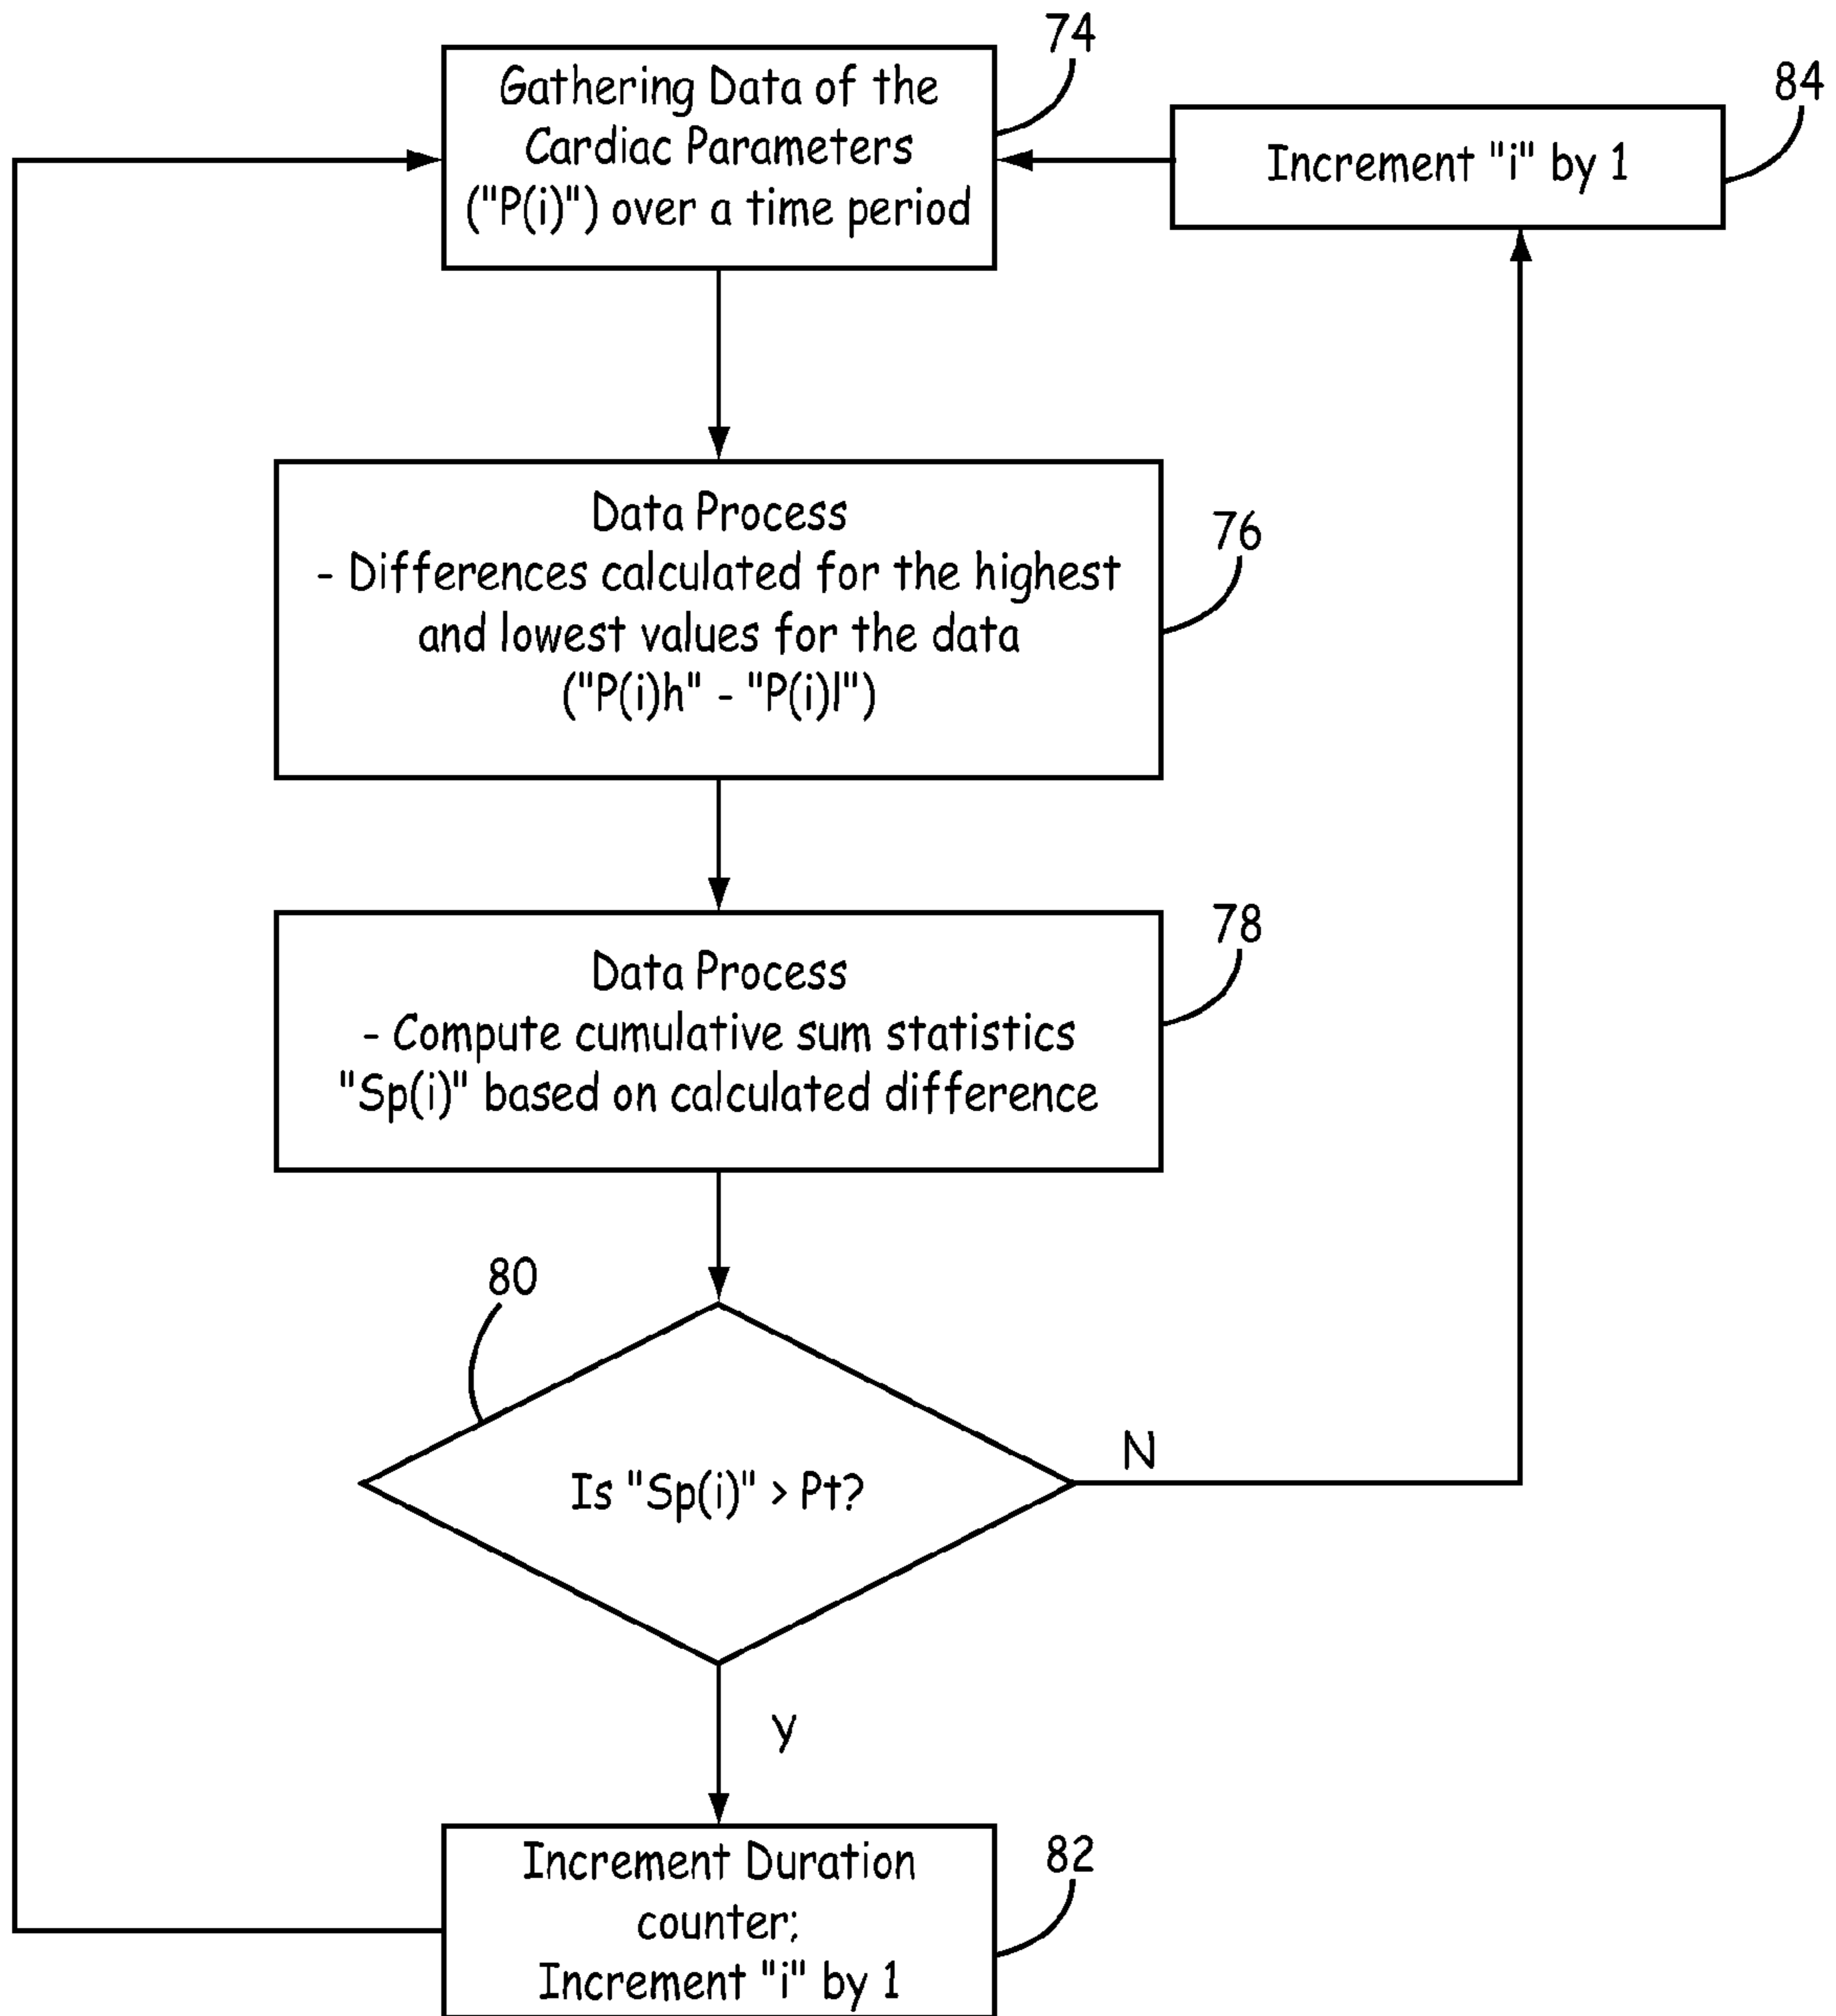 74
Gathering Data of the
Cardiac Parameters
("P(i)") over a time period
84
Increment "i" by 1
76
Data Process
- Differences calculated for the highest
and lowest values for the data
("P(i)h" - "P(i)l")
78
Data Process
- Compute cumulative sum statistics
"Sp(i)" based on calculated difference
80
Is "Sp(i)" > Pt?
N
y
82
Increment Duration
counter;
Increment "i" by 1